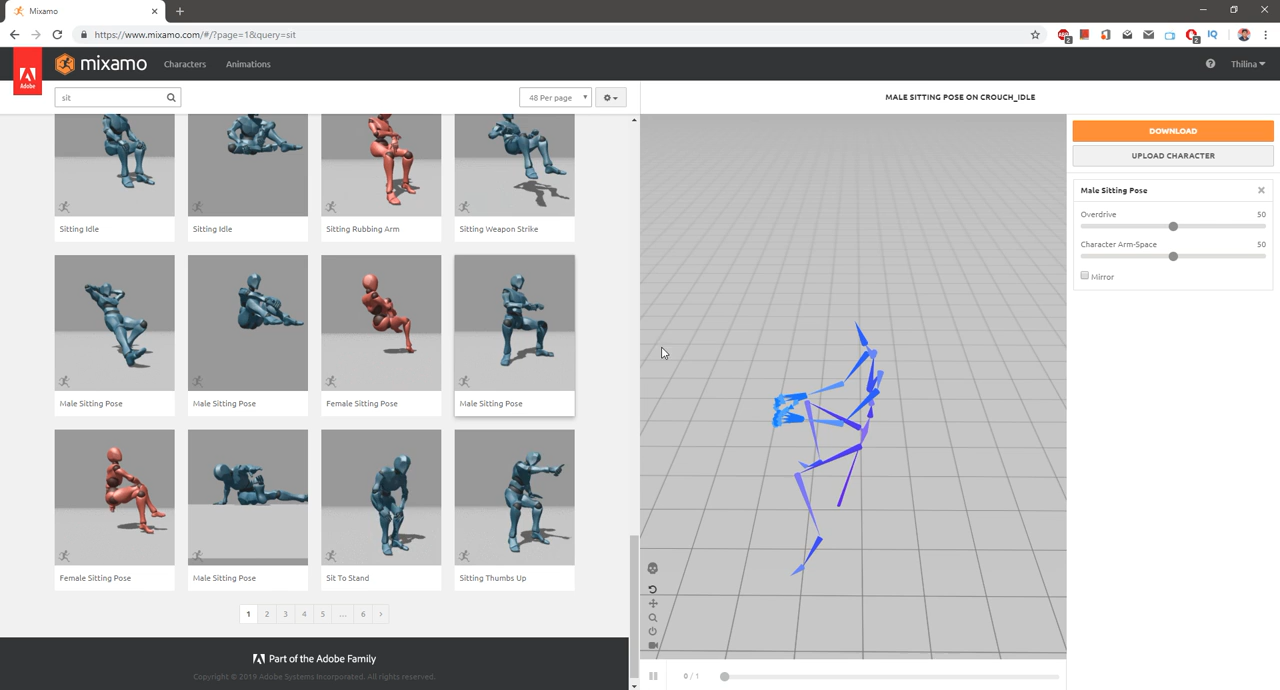 Mixamo
https://www.mixamo.com/#/?page=1&query=sit
2
2
IQ
Adobe
mixamo
Characters
Animations
Thilina
sit
48 Per page
MALE SITTING POSE ON CROUCH_IDLE
Sitting Idle
Sitting Idle
Sitting Rubbing Arm
Sitting Weapon Strike
Male Sitting Pose
Male Sitting Pose
Female Sitting Pose
Male Sitting Pose
Female Sitting Pose
Male Sitting Pose
Sit To Stand
Sitting Thumbs Up
1 2 3 4 5 ... 6 >
Part of the Adobe Family
Copyright © 2019 Adobe Systems Incorporated. All rights reserved.
DOWNLOAD
UPLOAD CHARACTER
Male Sitting Pose
Overdrive 50
Character Arm-Space 50
Mirror
0 / 1